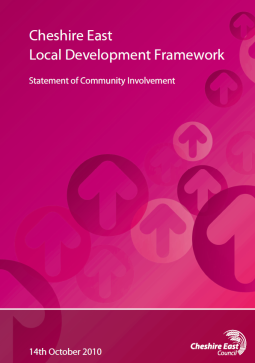 Cheshire East
Local Development Framework
Statement of Community Involvement
14th October 2010
Cheshire East
Council